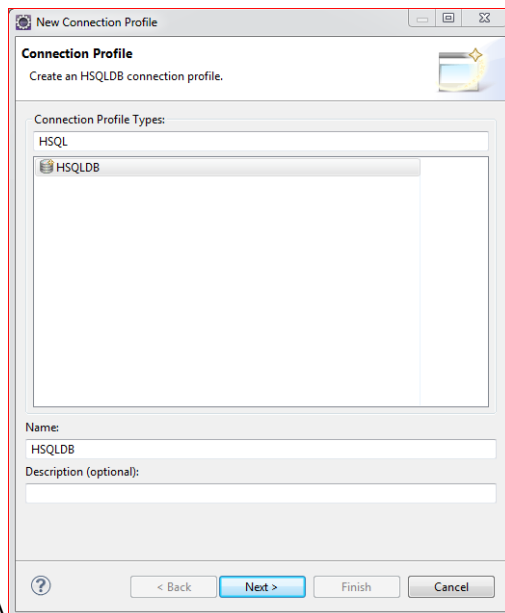 New Connection Profile
Connection Profile
Create an HSQLDB connection profile.
Connection Profile Types:
HSQL
HSQLDB
Name:
HSQLDB
Description (optional):
?
< Back Next > Finish Cancel